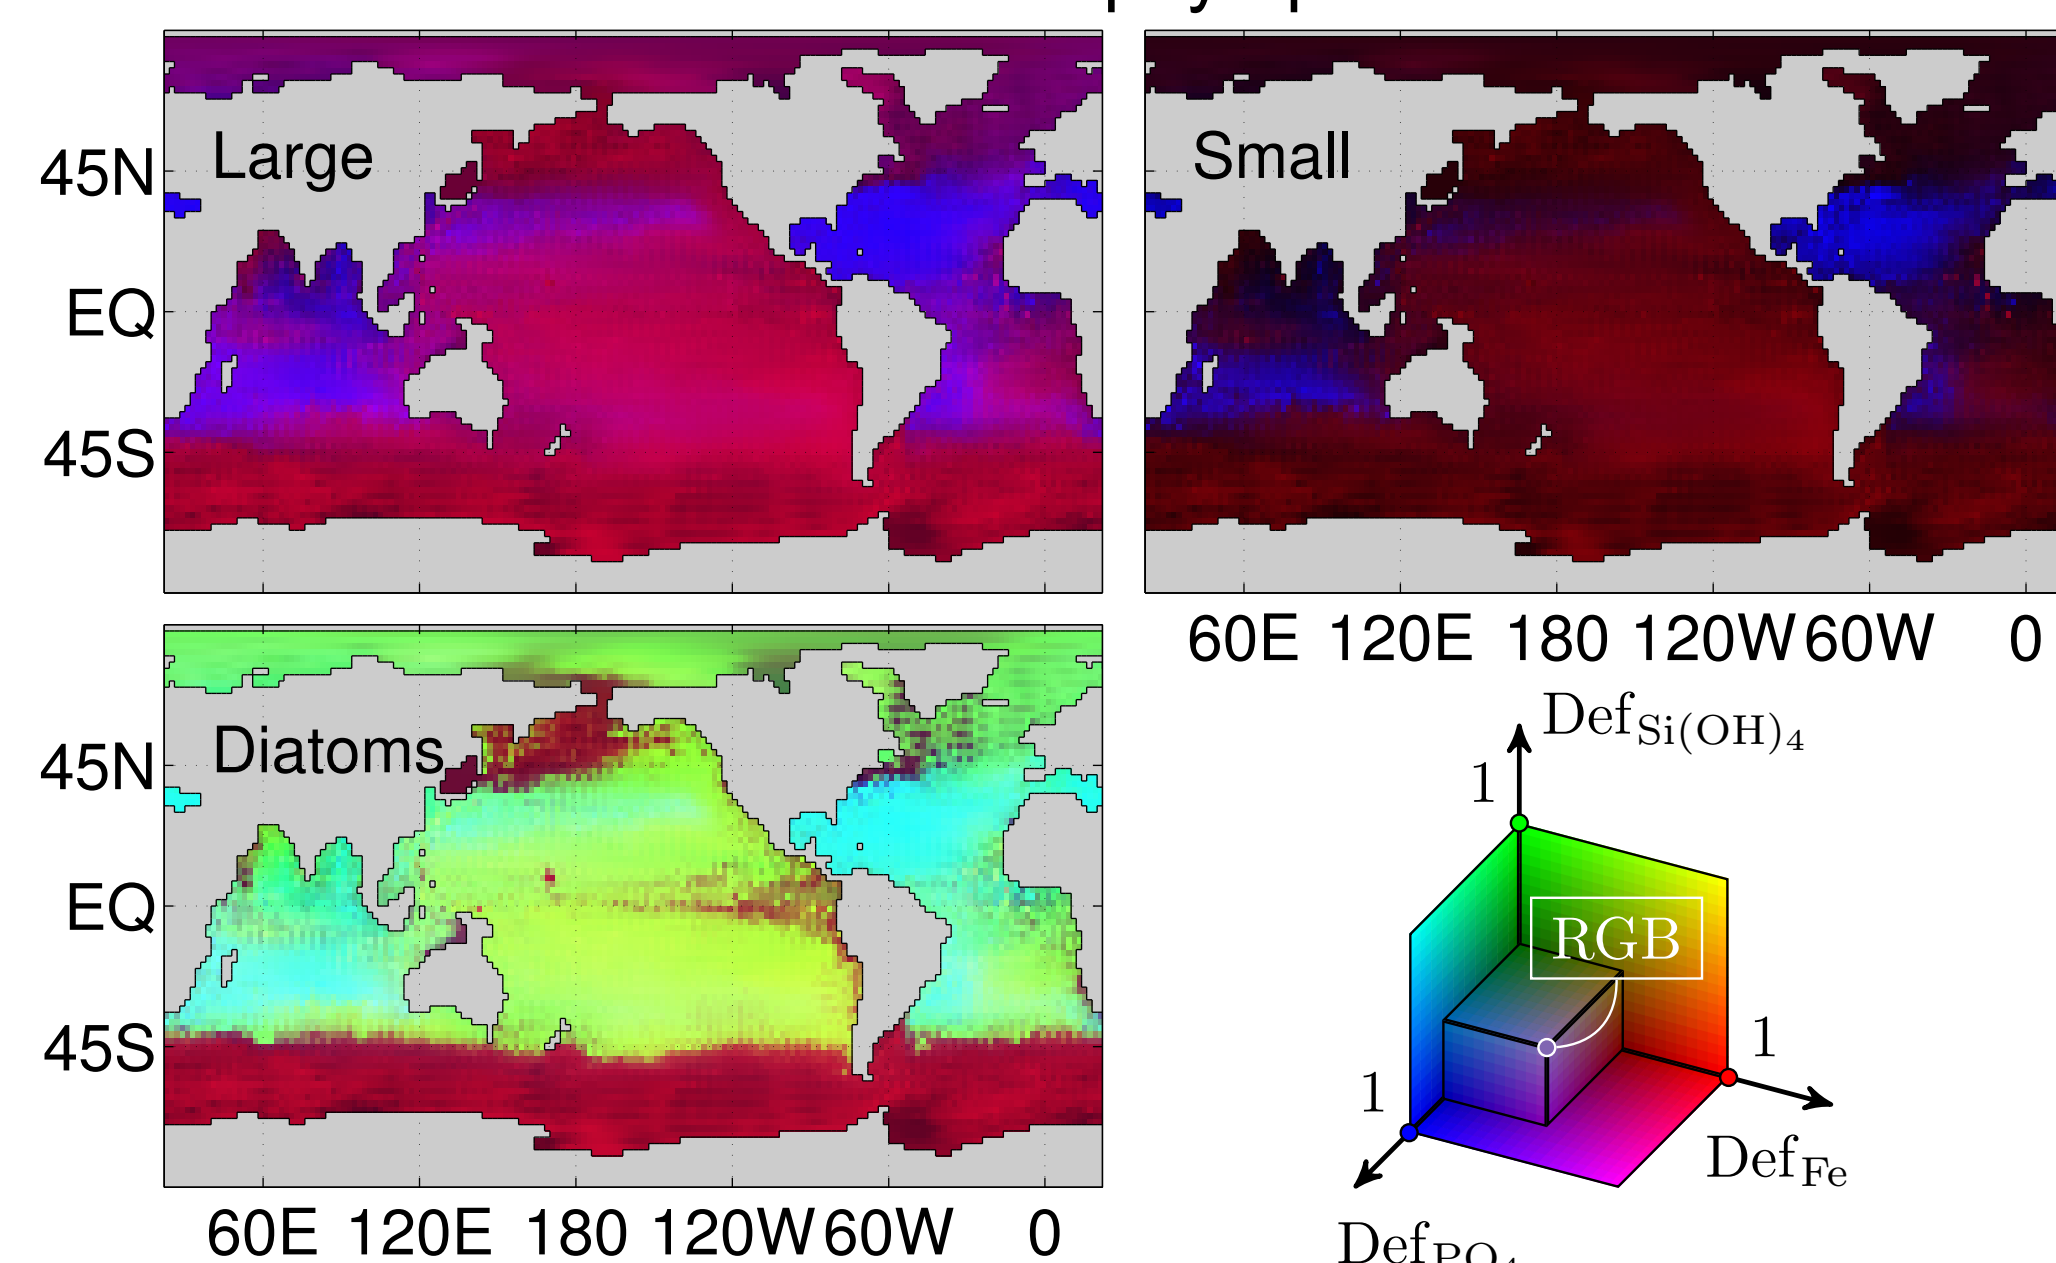 Large
45N
EQ
45S
Small
60E 120E 180 120W 60W 0
Diatoms
45N
EQ
45S
60E 120E 180 120W 60W 0
Def_Si(OH)₄
1
RGB
1
1
Def_Fe
Def_PO₄